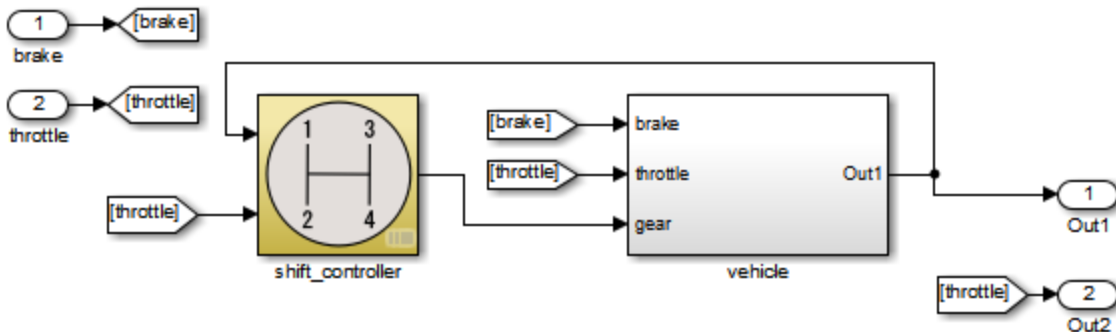 1
[brake]
brake
2
[throttle]
throttle
[throttle]
1 3
2 4
shift_controller
[brake]
[throttle]
brake
throttle
gear
Out1
vehicle
1
Out1
[throttle]
2
Out2